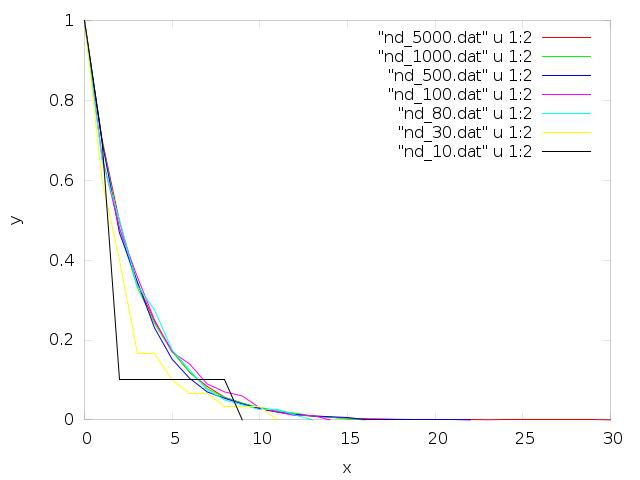 1
"nd_5000.dat" u 1:2
"nd_1000.dat" u 1:2
"nd_500.dat" u 1:2
"nd_100.dat" u 1:2
"nd_80.dat" u 1:2
"nd_30.dat" u 1:2
"nd_10.dat" u 1:2
0.8
0.6
y
0.4
0.2
0
0 5 10 15 20 25 30
x